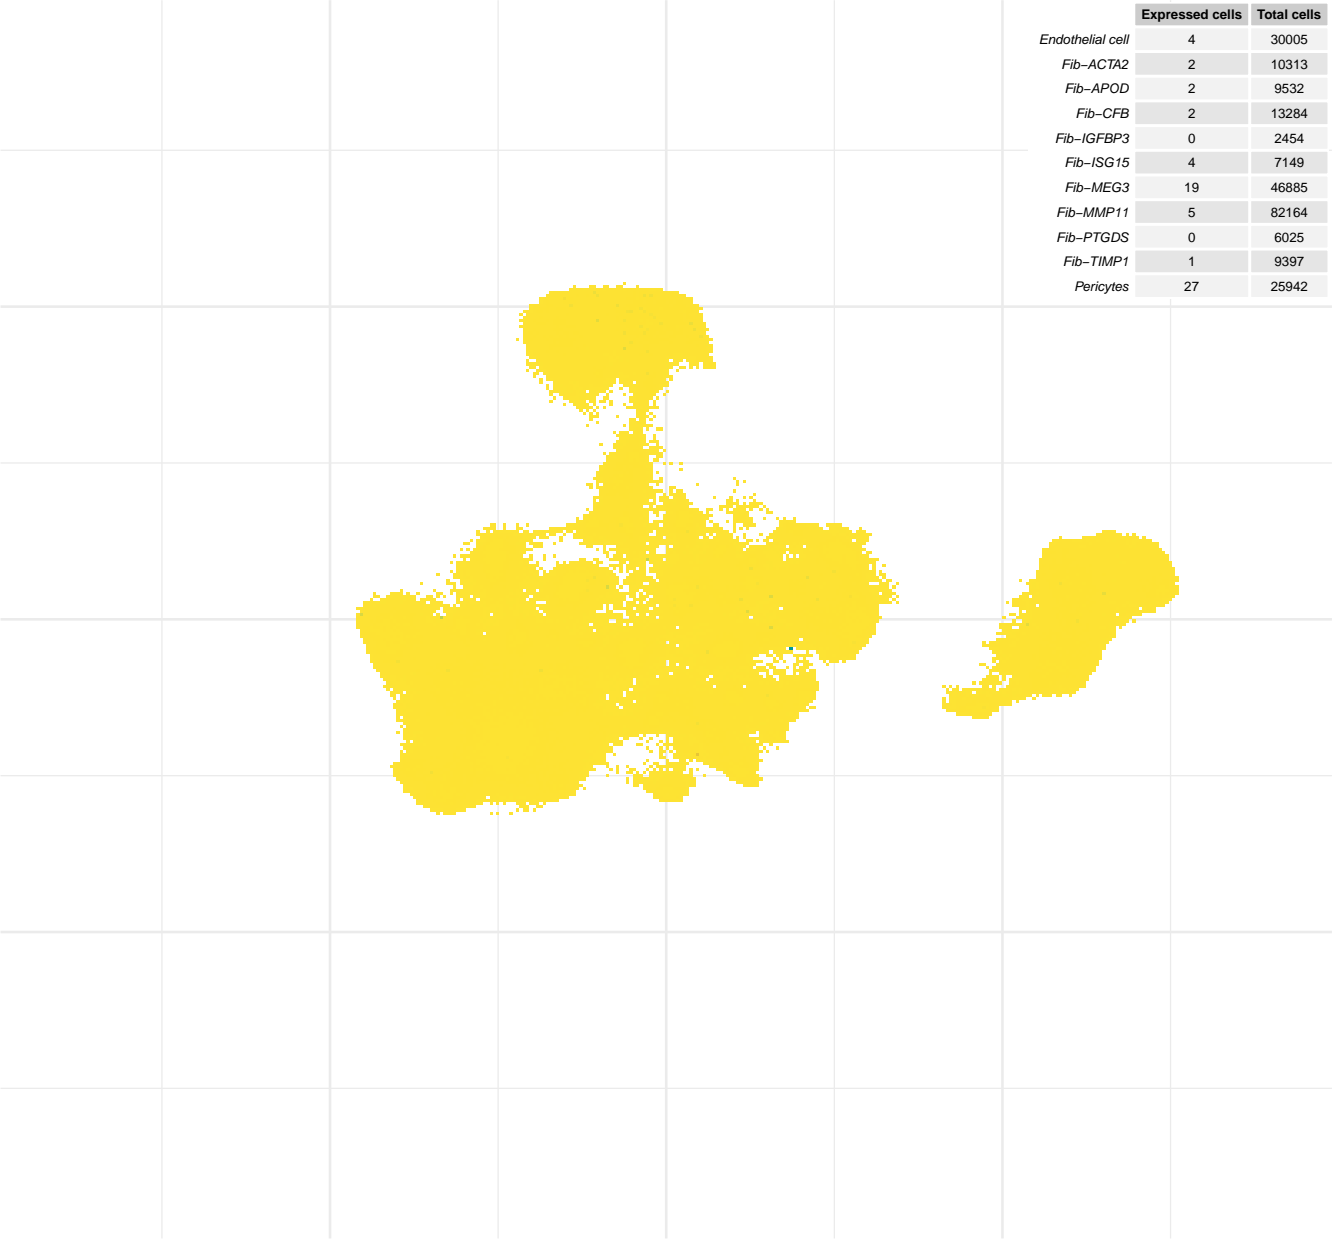 Expressed cells Total cells
Endothelial cell 4 30005
Fib−ACTA2 2 10313
Fib−APOD 2 9532
Fib−CFB 2 13284
Fib−IGFBP3 0 2454
Fib−ISG15 4 7149
Fib−MEG3 19 46885
Fib−MMP11 5 82164
Fib−PTGDS 0 6025
Fib−TIMP1 1 9397
Pericytes 27 25942